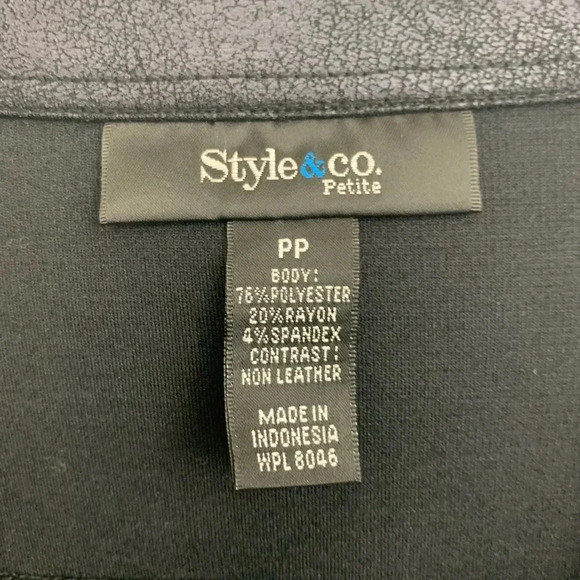 Style&co.
Petite
PP
BODY:
76%POLYESTER
20%RAYON
4%SPANDEX
CONTRAST:
NON LEATHER
MADE IN
INDONESIA
WPL 8046